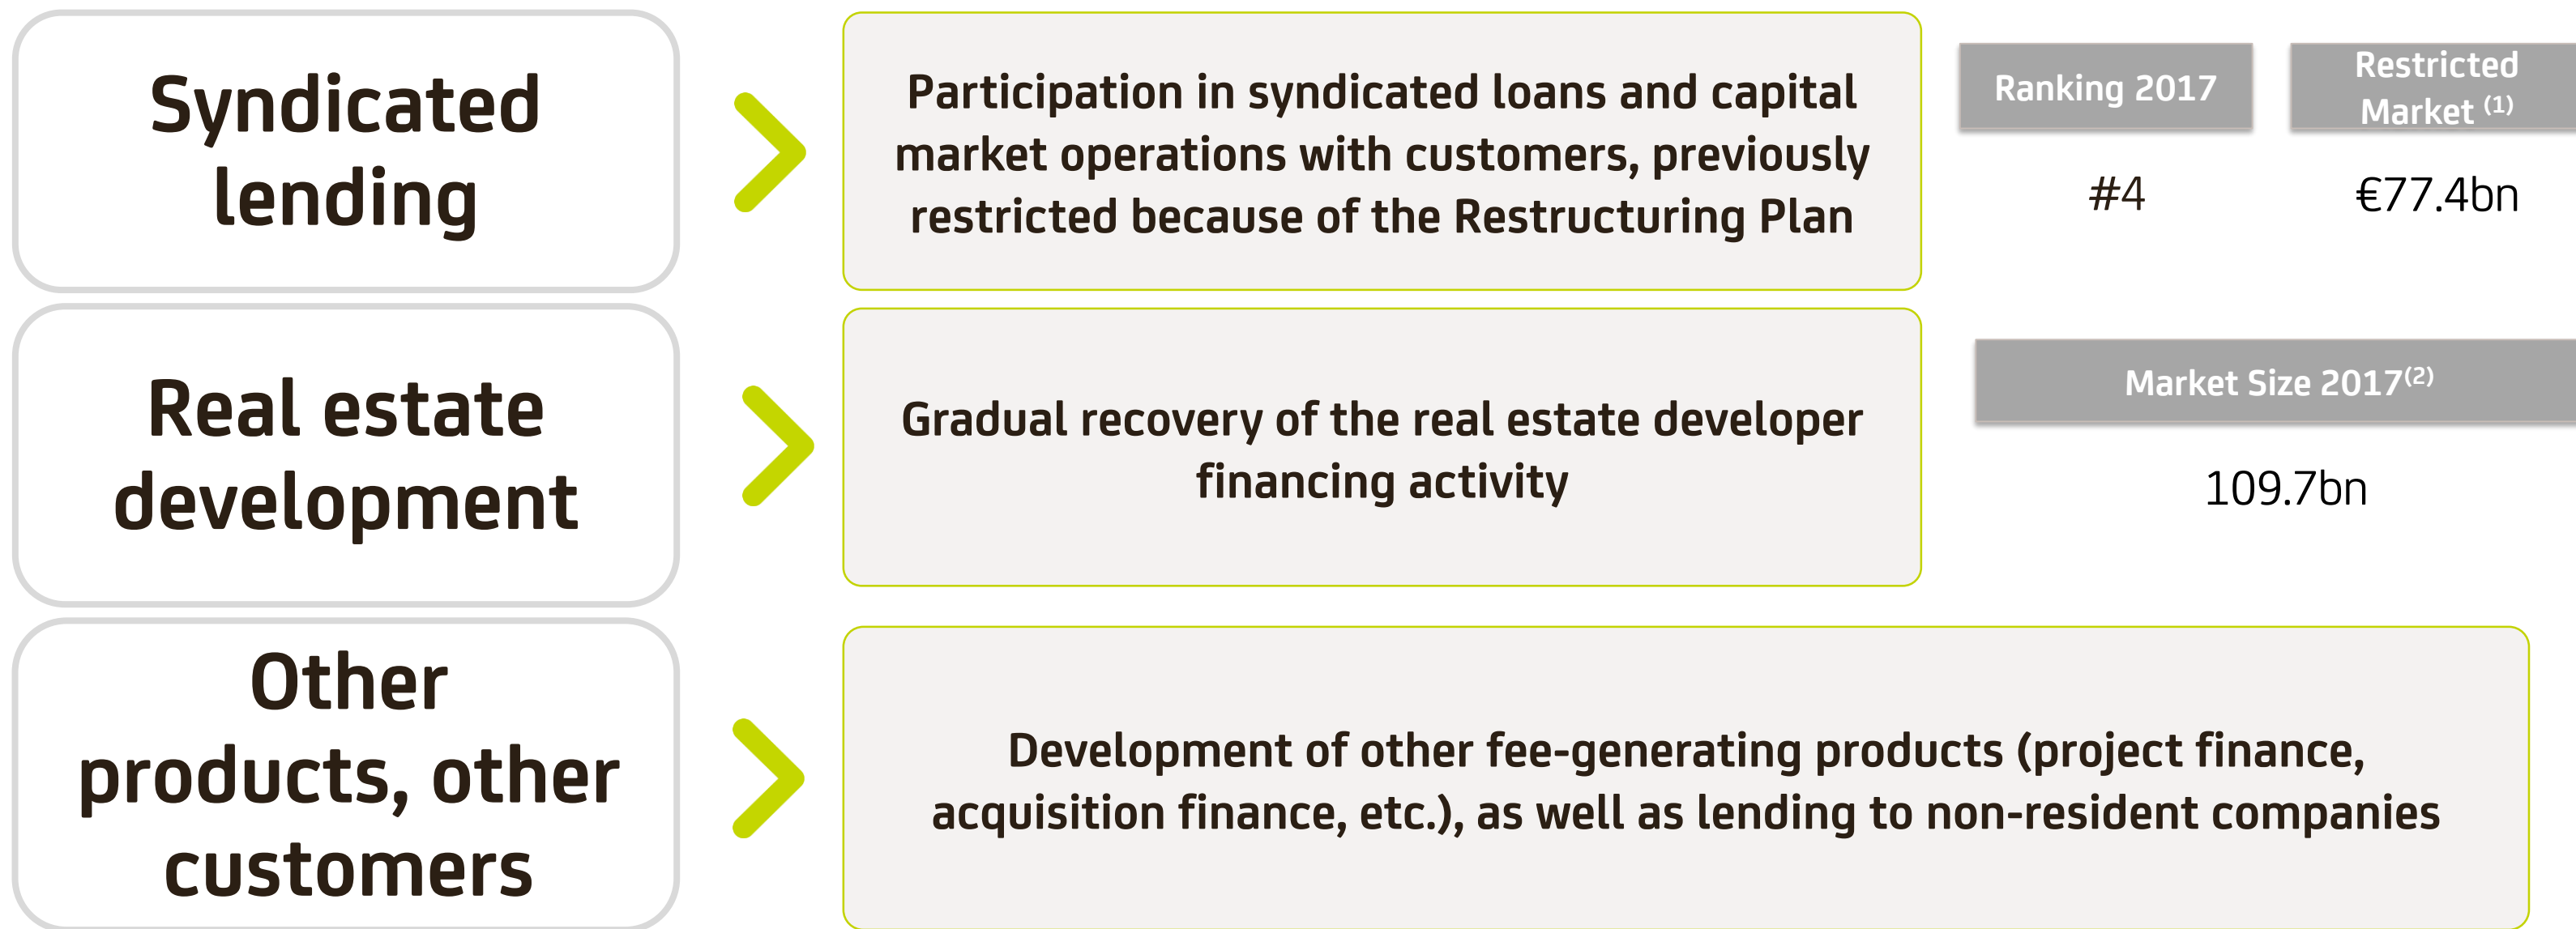 Syndicated
lending
Participation in syndicated loans and capital
market operations with customers, previously
restricted because of the Restructuring Plan
Ranking 2017
#4
Restricted
Market (1)
€77.4bn
Real estate
development
Gradual recovery of the real estate developer
financing activity
Market Size 2017(2)
109.7bn
Other
products, other
customers
Development of other fee-generating products (project finance,
acquisition finance, etc.), as well as lending to non-resident companies